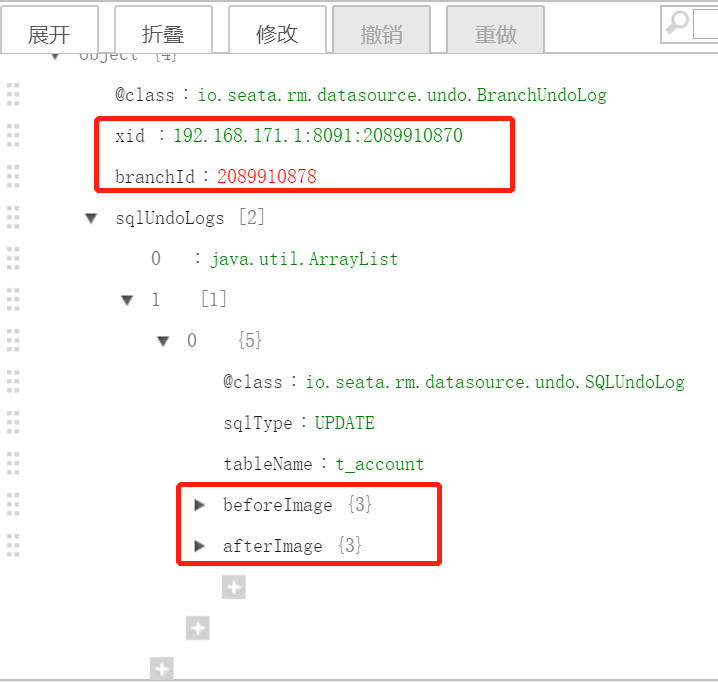 展开 折叠 修改 撤销 重做
object {4}
@class : io.seata.rm.datasource.undo.BranchUndoLog
xid : 192.168.171.1:8091:2089910870
branchId : 2089910878
sqlUndoLogs [2]
0 : java.util.ArrayList
1 [1]
0 {5}
@class : io.seata.rm.datasource.undo.SQLUndoLog
sqlType : UPDATE
tableName : t_account
beforeImage {3}
afterImage {3}